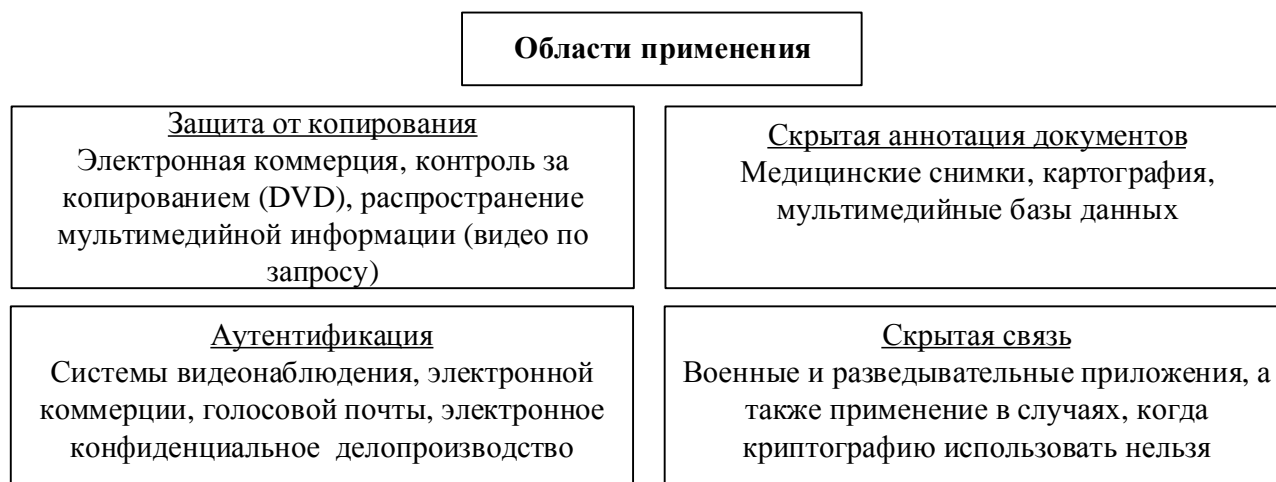 Области применения
Защита от копирования
Электронная коммерция, контроль за
копированием (DVD), распространение
мультимедийной информации (видео по
запросу)
Скрытая аннотация документов
Медицинские снимки, картография,
мультимедийные базы данных
Аутентификация
Системы видеонаблюдения, электронной
коммерции, голосовой почты, электронное
конфиденциальное делопроизводство
Скрытая связь
Военные и разведывательные приложения, а
также применение в случаях, когда
криптографию использовать нельзя